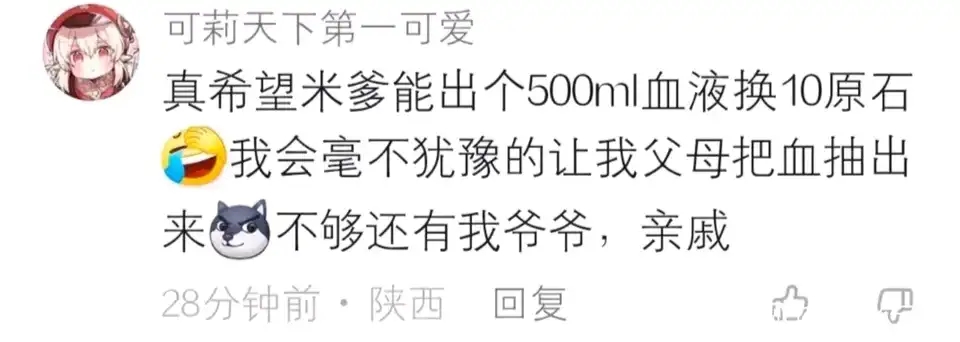 可莉天下第一可爱
真希望米爹能出个500ml血液换10原石
🤣我会毫不犹豫的让我父母把血抽出
来不够还有我爷爷，亲戚
28分钟前·陕西 回复